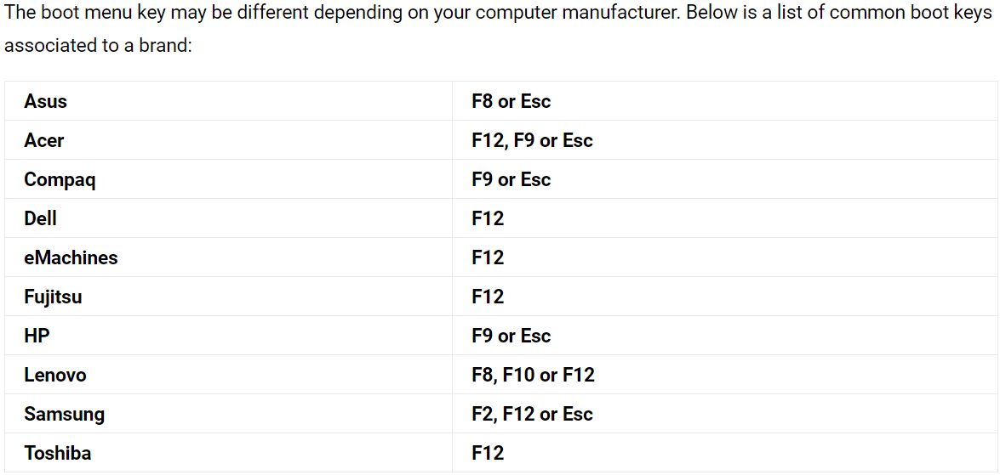 The boot menu key may be different depending on your computer manufacturer. Below is a list of common boot keys
associated to a brand:
Asus F8 or Esc
Acer F12, F9 or Esc
Compaq F9 or Esc
Dell F12
eMachines F12
Fujitsu F12
HP F9 or Esc
Lenovo F8, F10 or F12
Samsung F2, F12 or Esc
Toshiba F12